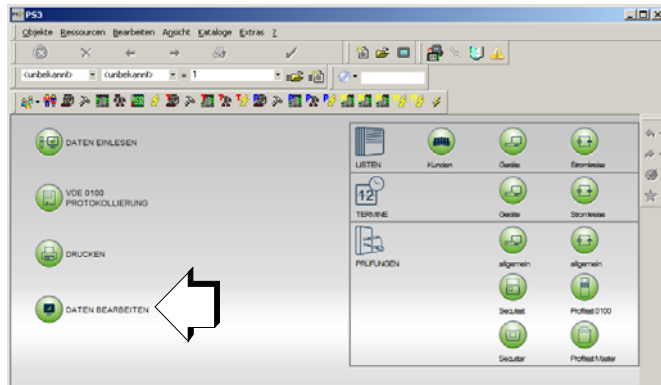 PS3
Objekte Ressourcen Bearbeiten Ansicht Kataloge Extras ?
<unbekannt> <unbekannt> = 1
DATEN EINLESEN
VDE 0100
PROTOKOLLIERUNG
DRUCKEN
DATEN BEARBEITEN
LISTEN Kunden Geräte Stromkreise
12
TERMINE Geräte Stromkreise
PRÜFUNGEN allgemein allgemein
Secutest Profitest 0100
Secustar Profitest Master